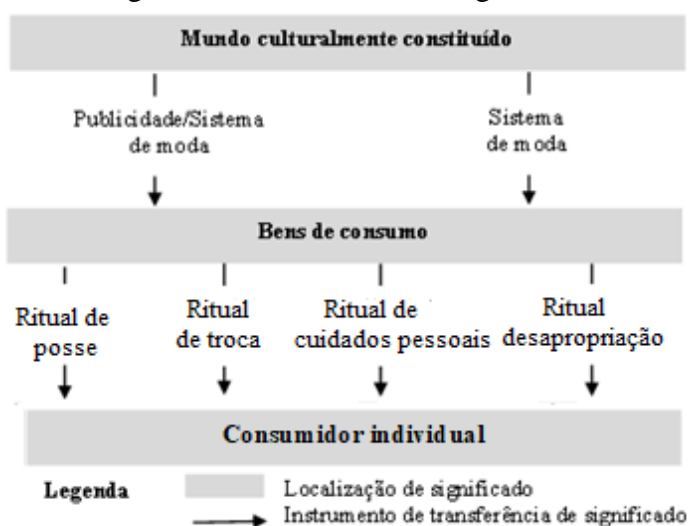 Mundo culturalmente constituído
Publicidade/Sistema
de moda
Sistema
de moda
Bens de consumo
Ritual de
posse
Ritual
de troca
Ritual de
cuidados pessoais
Ritual
desapropriação
Consumidor individual
Legenda
Localização de significado
Instrumento de transferência de significado